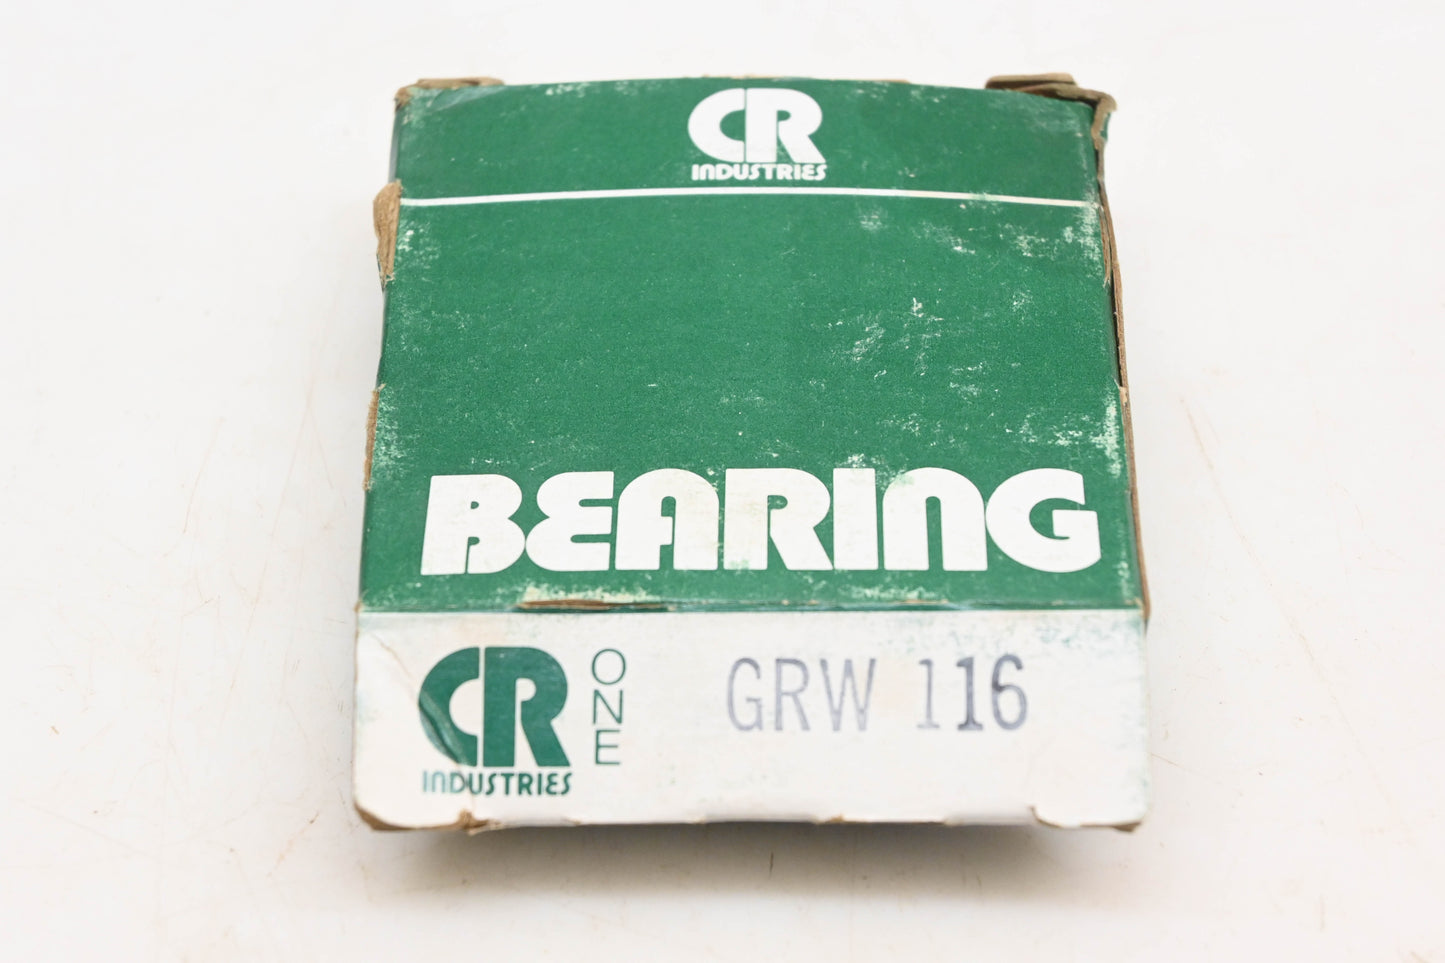 CR
INDUSTRIES
BEARING
CR
INDUSTRIES
ONE
GRW 116